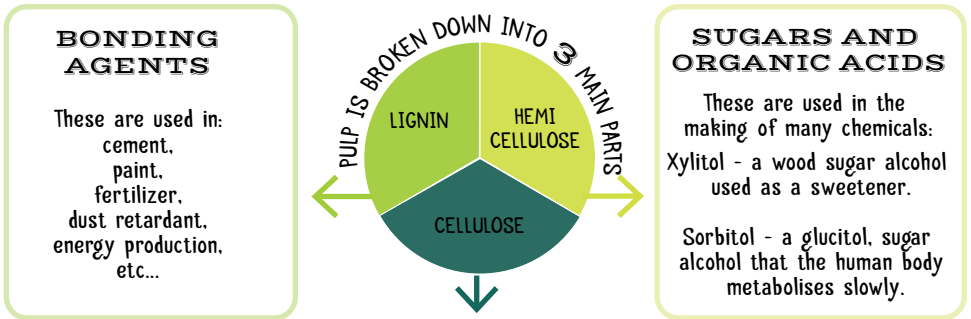 BONDING
AGENTS
These are used in:
cement,
paint,
fertilizer,
dust retardant,
energy production,
etc...
PULP IS BROKEN DOWN INTO 3 MAIN PARTS
LIGNIN
HEMI
CELLULOSE
CELLULOSE
SUGARS AND
ORGANIC ACIDS
These are used in the
making of many chemicals:
Xylitol - a wood sugar alcohol
used as a sweetener.
Sorbitol - a glucitol, sugar
alcohol that the human body
metabolises slowly.